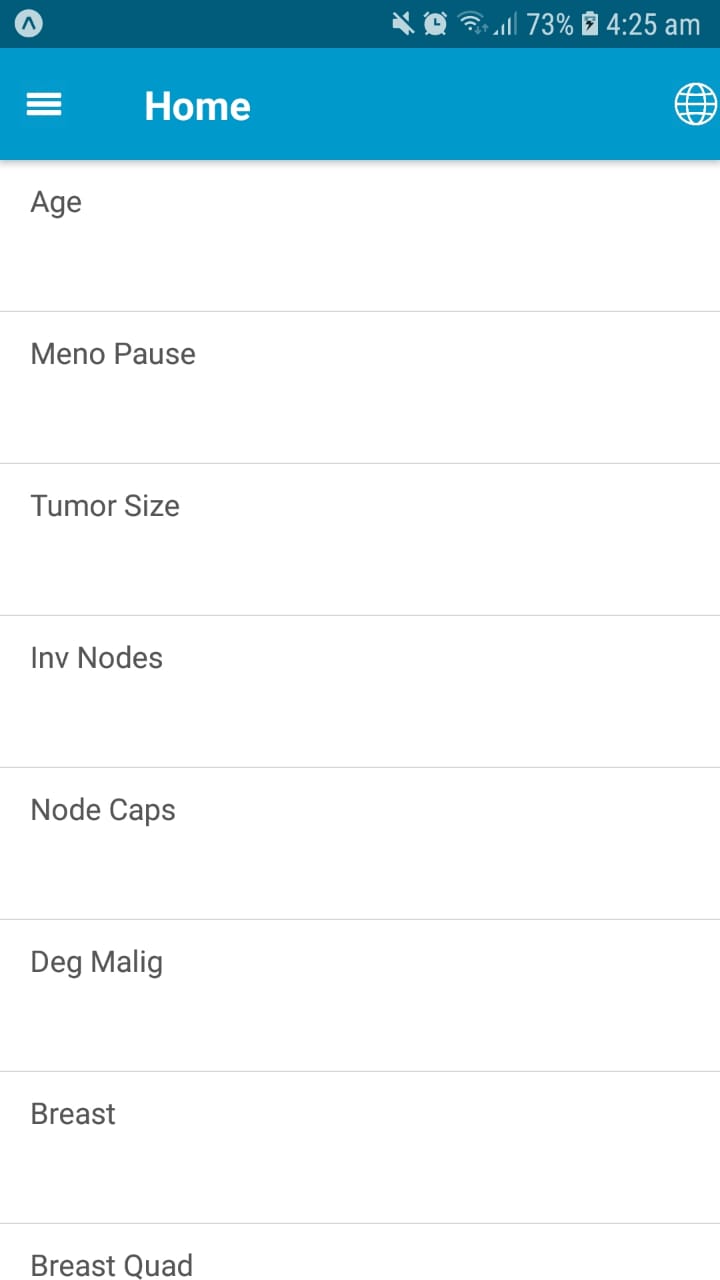 73% 4:25 am
Home
Age
Meno Pause
Tumor Size
Inv Nodes
Node Caps
Deg Malig
Breast
Breast Quad